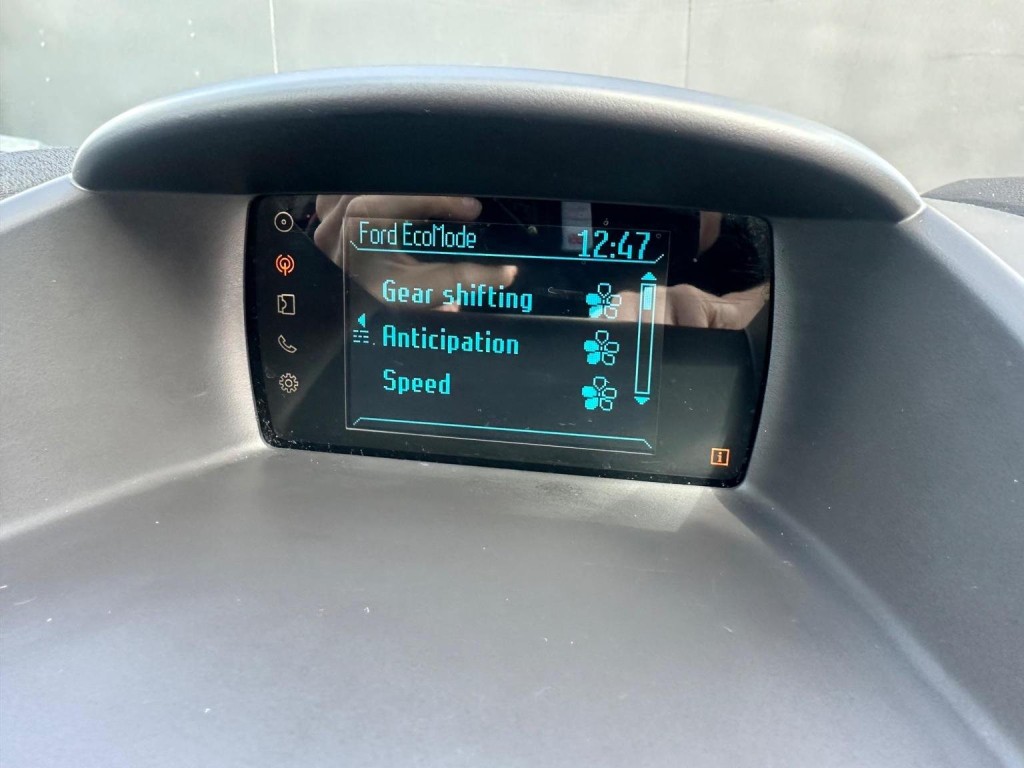 Ford EcoMode 12:47
Gear shifting
Anticipation
Speed
i